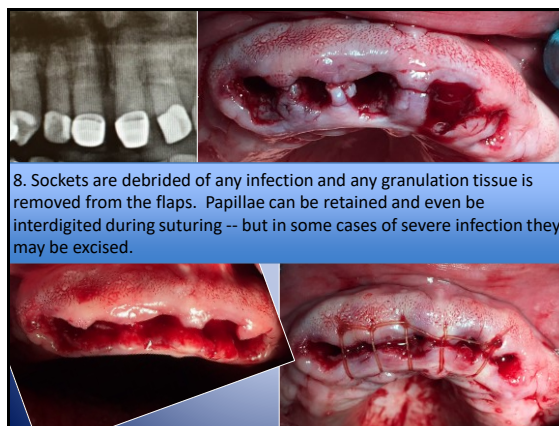 8. Sockets are debrided of any infection and any granulation tissue is
removed from the flaps. Papillae can be retained and even be
interdigited during suturing -- but in some cases of severe infection they
may be excised.